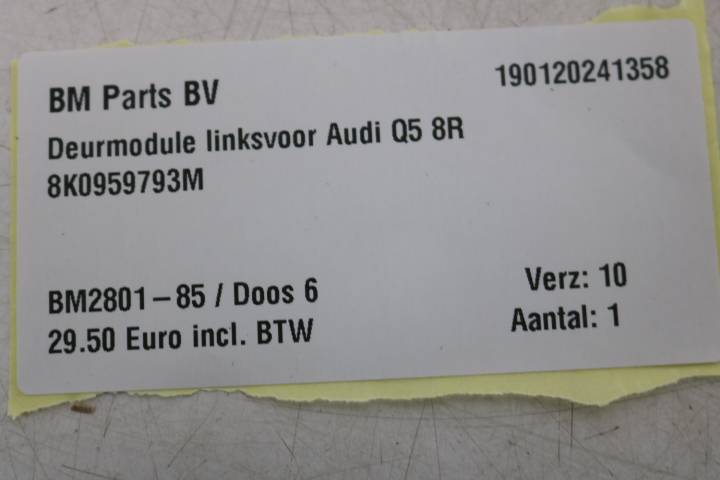 BM Parts BV 190120241358
Deurmodule linksvoor Audi Q5 8R
8K0959793M
BM2801-85 / Doos 6 Verz: 10
29.50 Euro incl. BTW Aantal: 1